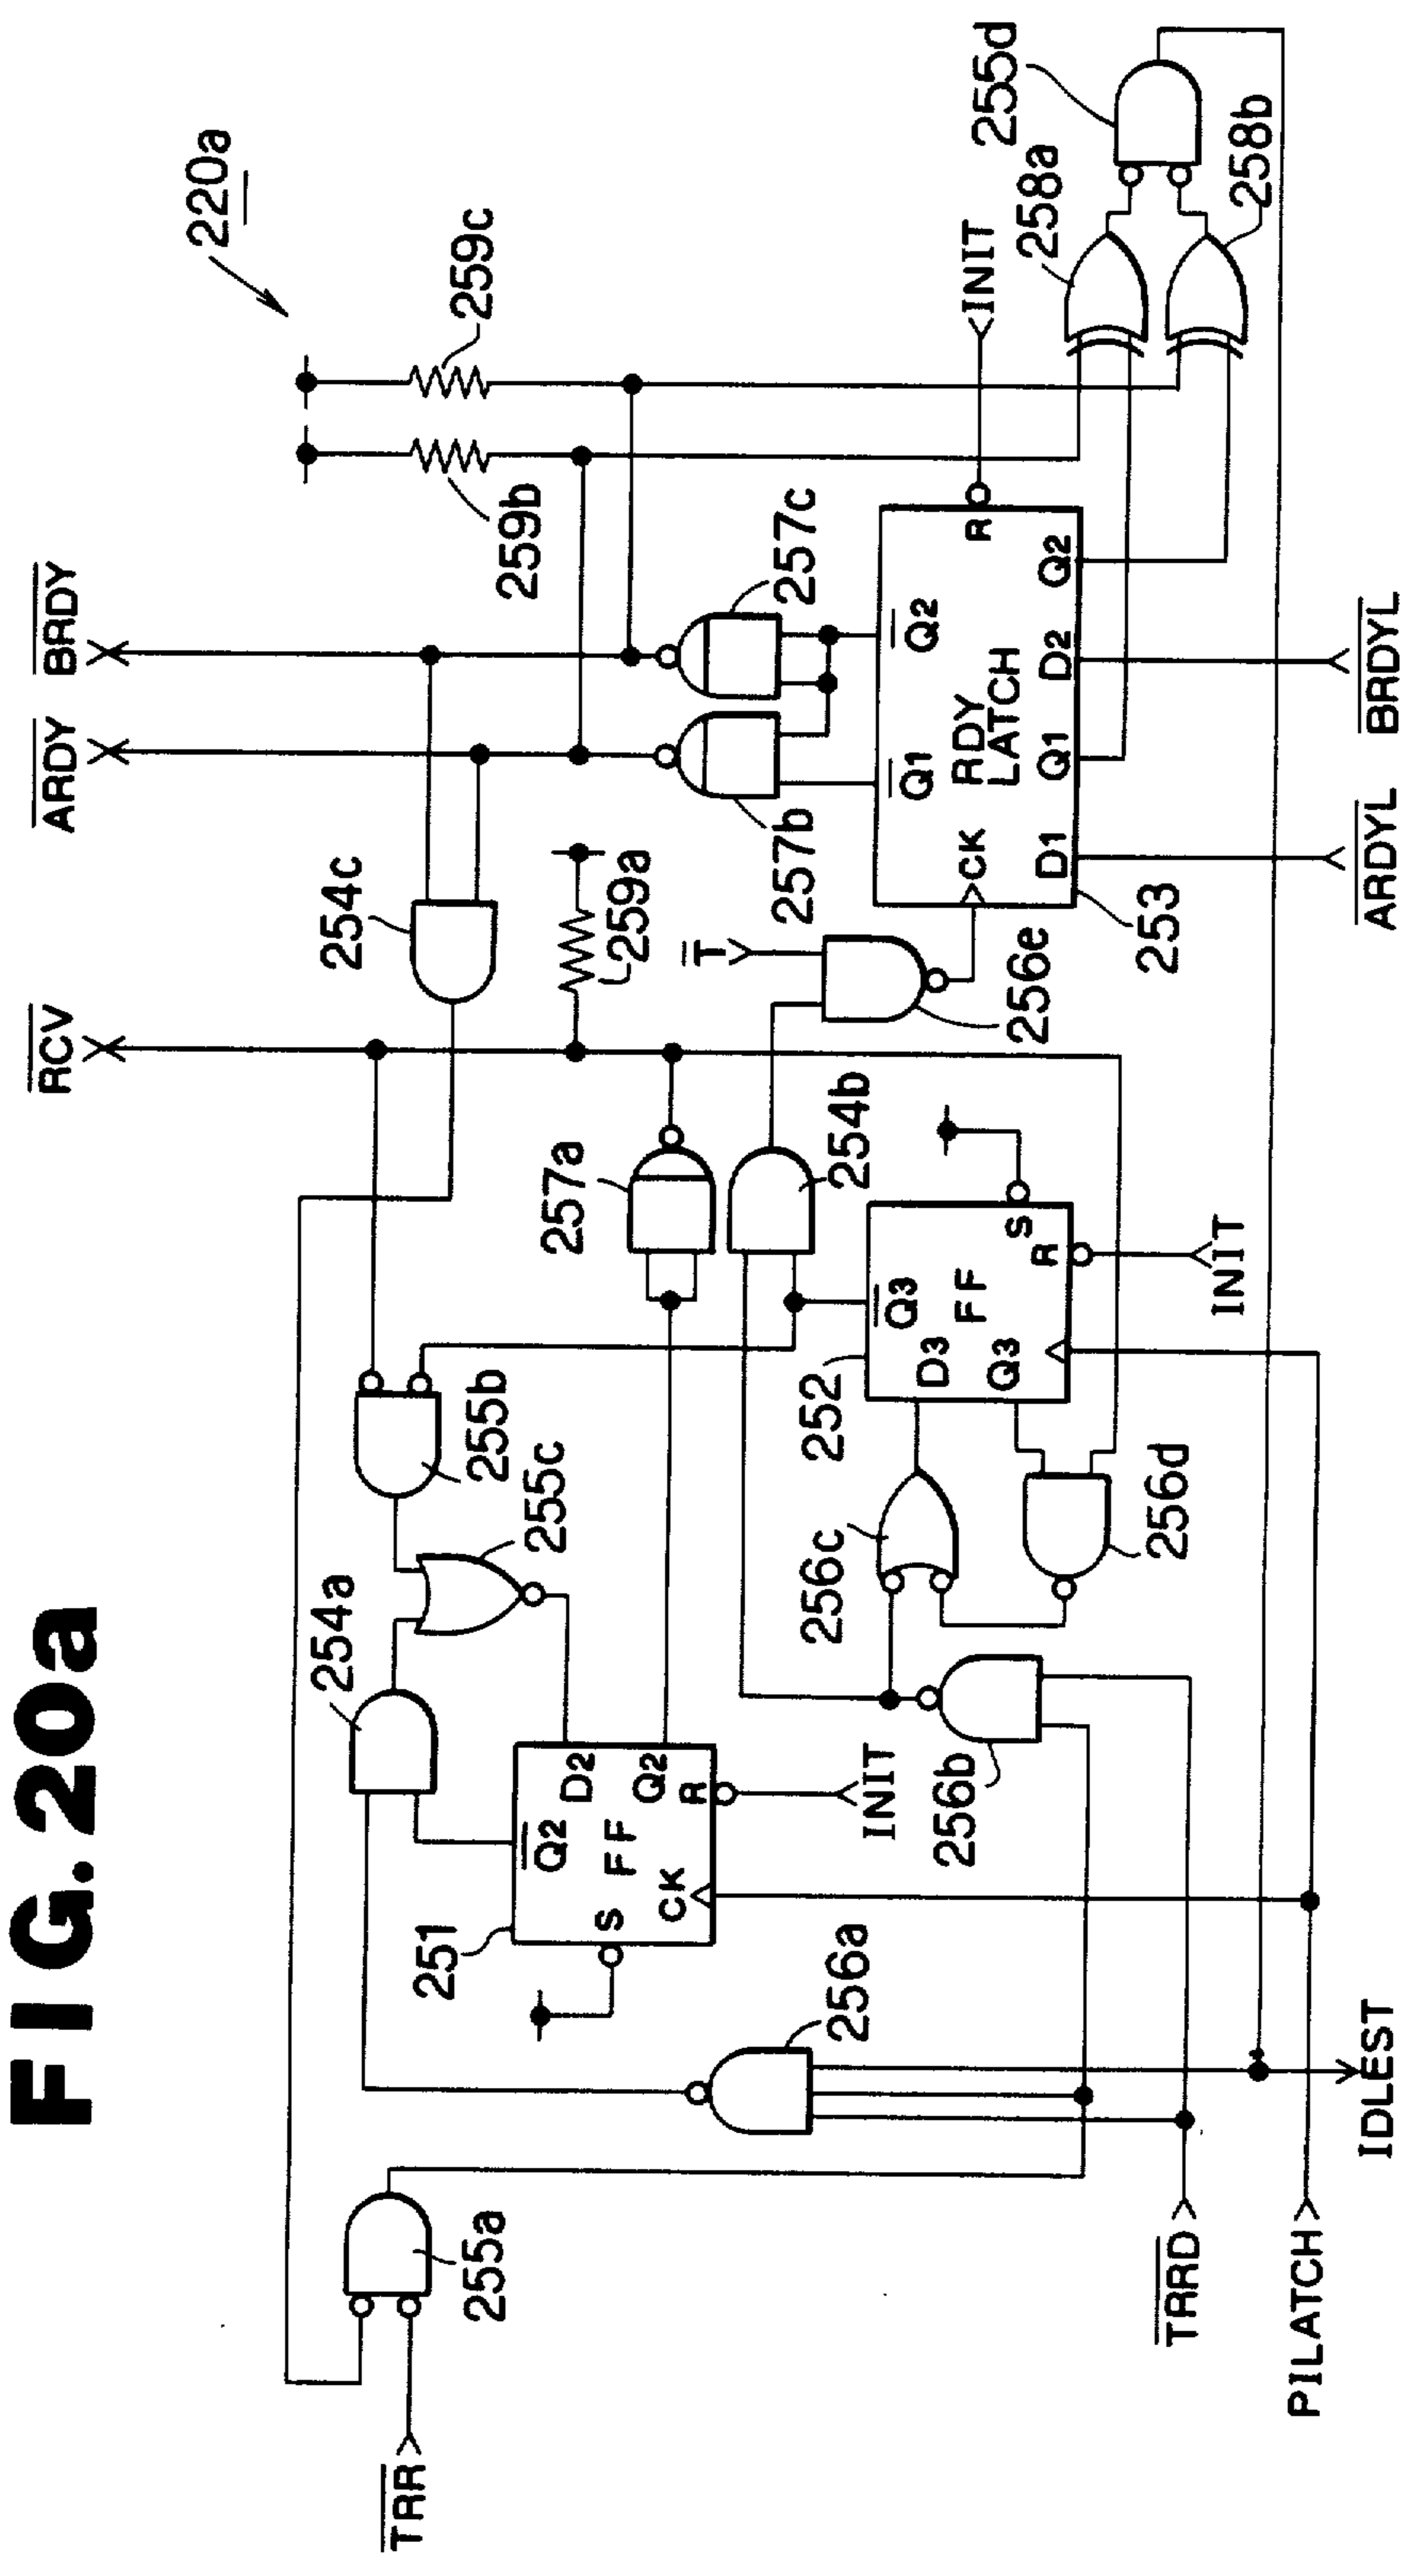 FIG. 20a
220a
RCV
ARDY
BRDY
259c
259b
254c
259a
257c
257b
T
256e
INIT
Q1
Q2
RDY
LATCH
CK
R
D1
Q1
D2
Q2
253
ARDYL
BRDYL
258a
258b
255d
257a
254b
255b
255c
254a
252
Q3
D3
FF
Q3
S
R
INIT
256c
256d
256b
251
Q2
D2
FF
Q2
S
CK
R
INIT
256a
255a
TRR
TRRD
PILATCH
IDLEST